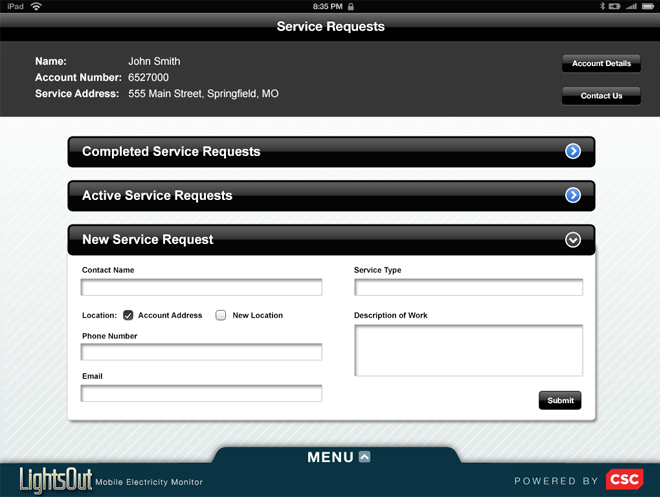 iPad 8:35 PM
Service Requests
Name: John Smith
Account Details
Account Number: 6527000
Service Address: 555 Main Street, Springfield, MO
Contact Us
Completed Service Requests
Active Service Requests
New Service Request
Contact Name Service Type
Location: Account Address New Location Description of Work
Phone Number
Email
Submit
MENU
LightsOut Mobile Electricity Monitor POWERED BY CSC